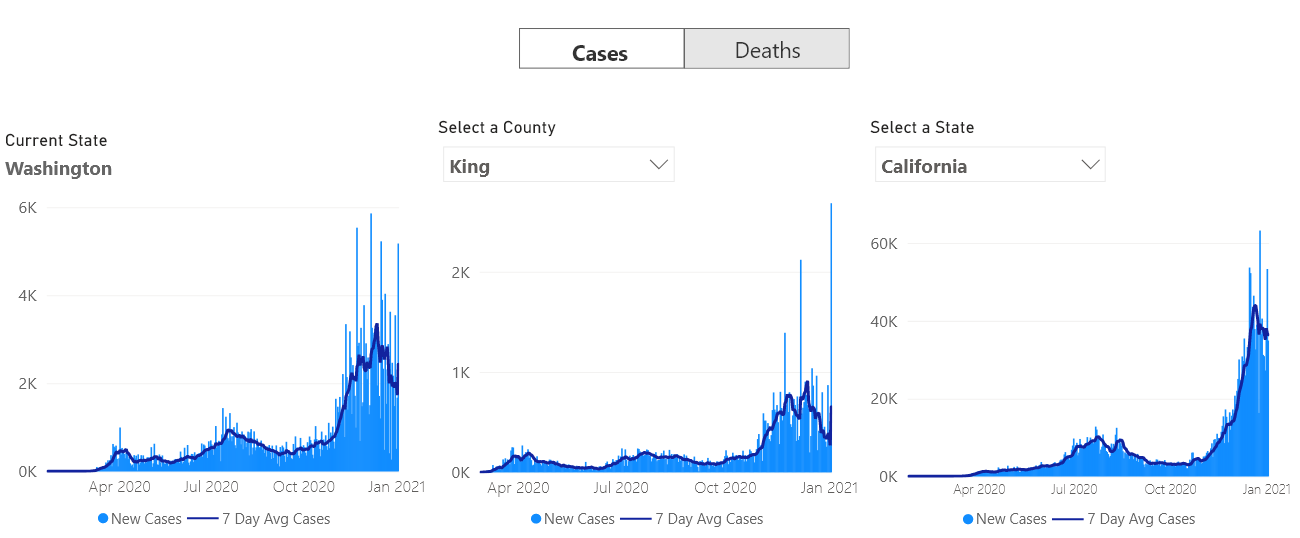 Cases Deaths
Current State
Washington
Select a County
King
Select a State
California
6K
4K
2K
0K
Apr 2020 Jul 2020 Oct 2020 Jan 2021
New Cases 7 Day Avg Cases
2K
1K
0K
Apr 2020 Jul 2020 Oct 2020 Jan 2021
New Cases 7 Day Avg Cases
60K
40K
20K
0K
Apr 2020 Jul 2020 Oct 2020 Jan 2021
New Cases 7 Day Avg Cases